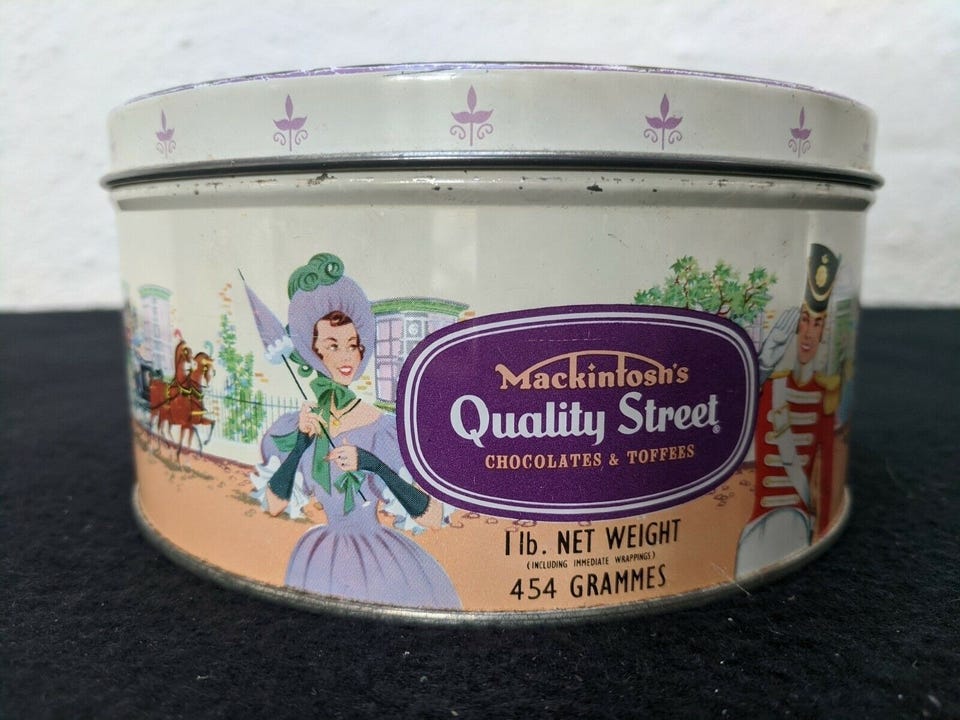 Mackintosh's
Quality Street®
CHOCOLATES & TOFFEES
1 lb. NET WEIGHT
(INCLUDING IMMEDIATE WRAPPINGS)
454 GRAMMES